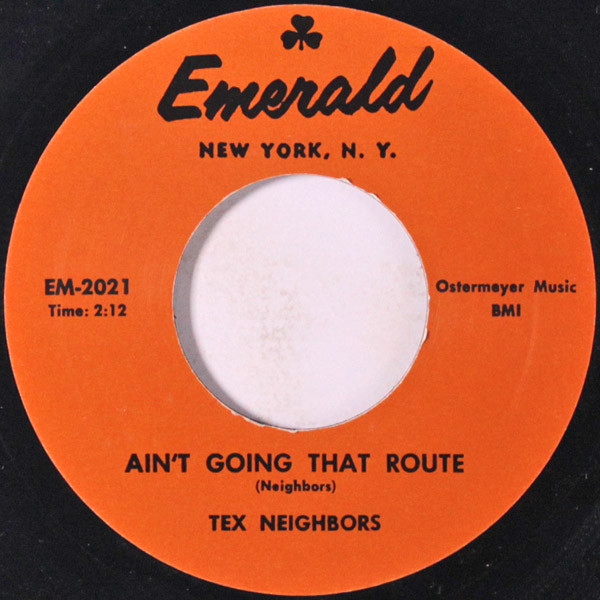 Emerald
NEW YORK, N. Y.
EM-2021
Time: 2:12
Ostermeyer Music
BMI
AIN'T GOING THAT ROUTE
(Neighbors)
TEX NEIGHBORS